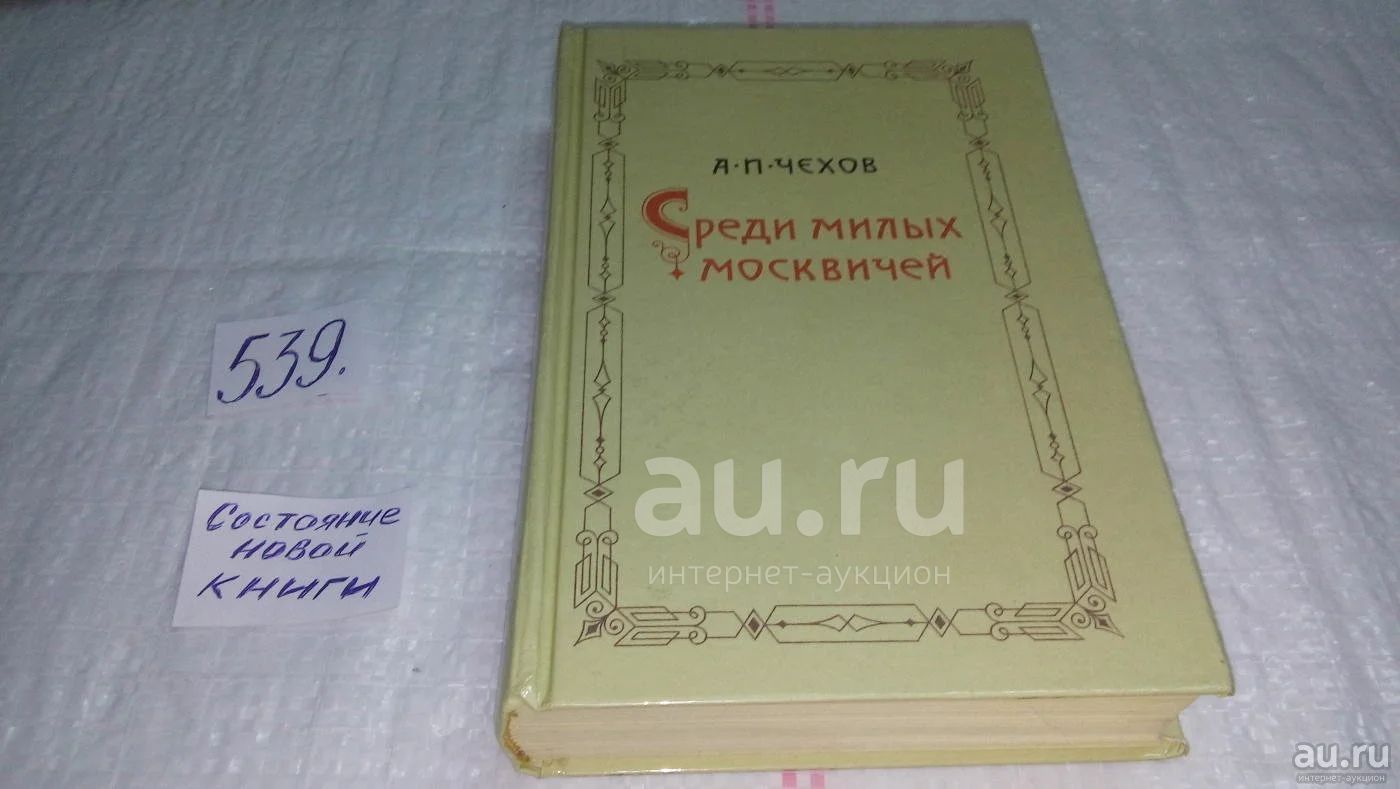 А·П·ЧЕХОВ
Среди милых
москвичей
539.
Состояние
новой
книги
au.ru
интернет-аукцион
au.ru
интернет-аукцион